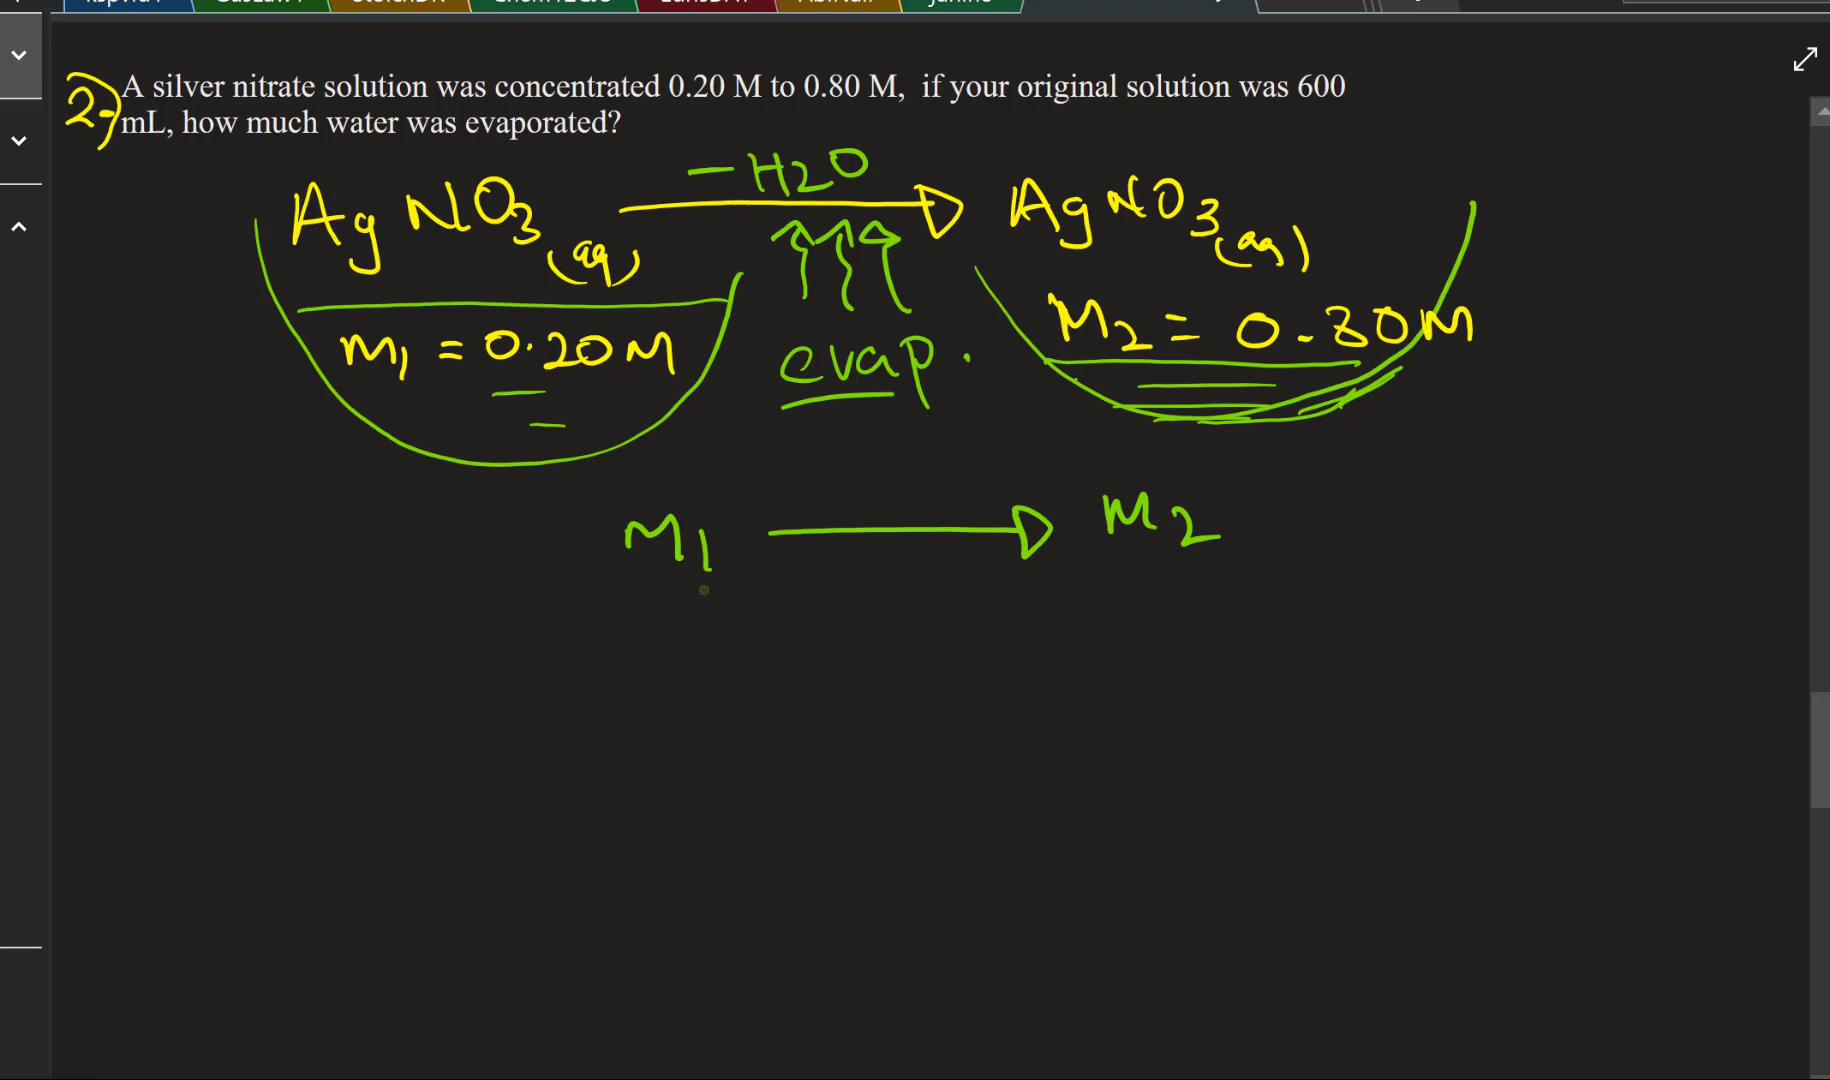 2-) A silver nitrate solution was concentrated 0.20 M to 0.80 M, if your original solution was 600
mL, how much water was evaporated?
- H2O
AgNO3(aq) AgNO3(aq)
M1 = 0.20 M
M2 = 0.80 M
evap.
M1 M2